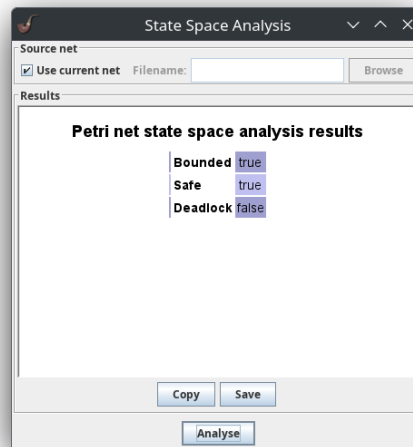 State Space Analysis
Source net
Use current net Filename: Browse
Results
Petri net state space analysis results
Bounded true
Safe true
Deadlock false
Copy Save
Analyse